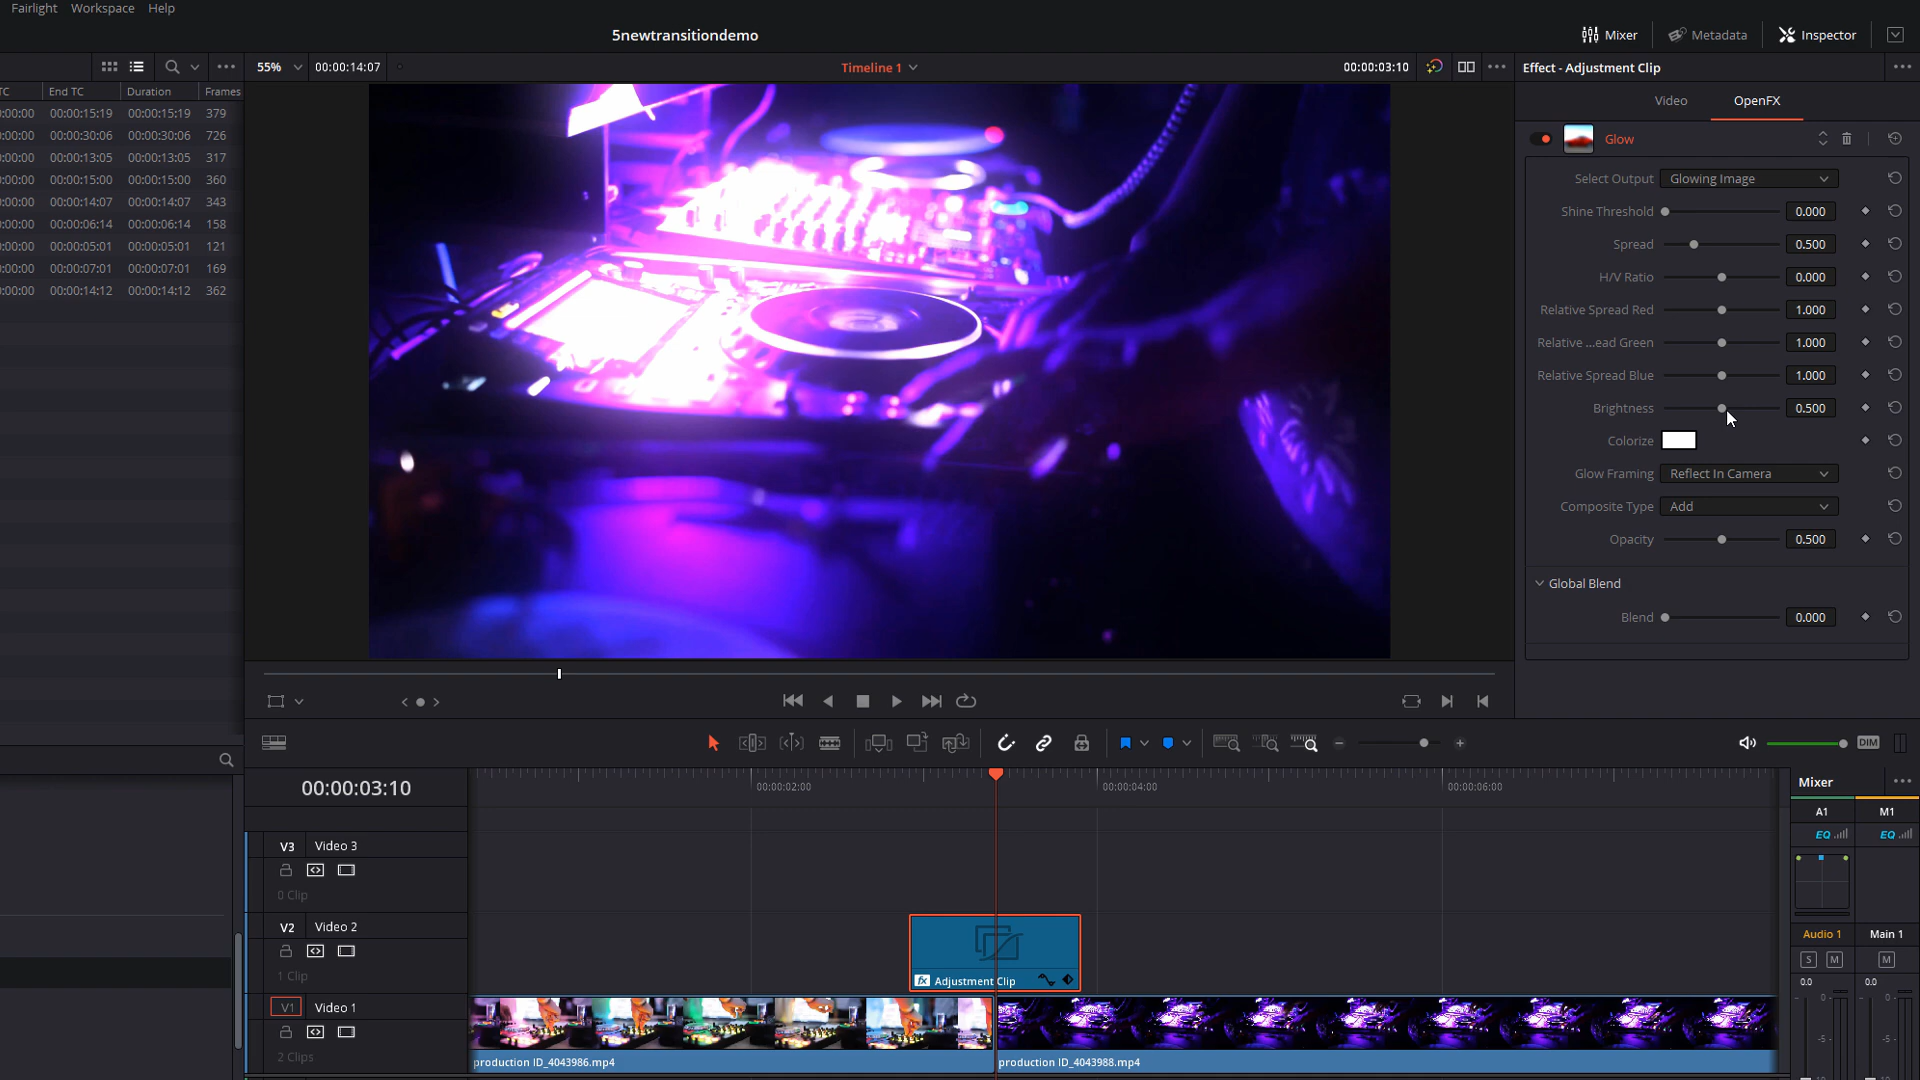 Fairlight Workspace Help
5newtransitiondemo
Mixer Metadata Inspector
55% 00:00:14:07 Timeline 1 00:00:03:10 Effect - Adjustment Clip
TC End TC Duration Frames
:00:00 00:00:15:19 00:00:15:19 379
:00:00 00:00:30:06 00:00:30:06 726
:00:00 00:00:13:05 00:00:13:05 317
:00:00 00:00:15:00 00:00:15:00 360
:00:00 00:00:14:07 00:00:14:07 343
:00:00 00:00:06:14 00:00:06:14 158
:00:00 00:00:05:01 00:00:05:01 121
:00:00 00:00:07:01 00:00:07:01 169
:00:00 00:00:14:12 00:00:14:12 362
Video OpenFX
Glow
Select Output Glowing Image
Shine Threshold 0.000
Spread 0.500
H/V Ratio 0.000
Relative Spread Red 1.000
Relative ...ead Green 1.000
Relative Spread Blue 1.000
Brightness 0.500
Colorize
Glow Framing Reflect In Camera
Composite Type Add
Opacity 0.500
Global Blend
Blend 0.000
DIM
00:00:03:10
00:00:02:00 00:00:04:00 00:00:06:00
V3 Video 3
0 Clip
V2 Video 2
1 Clip
fx Adjustment Clip
V1 Video 1
2 Clips
production ID_4043986.mp4 production ID_4043988.mp4
Mixer
A1 M1
EQ EQ
Audio 1 Main 1
S M M
0.0 0.0
0 0
-5 -5